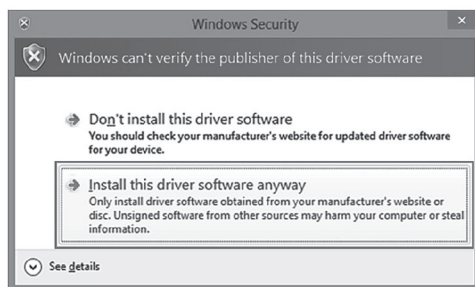 Windows Security
Windows can't verify the publisher of this driver software
Don't install this driver software
You should check your manufacturer's website for updated driver software
for your device.
Install this driver software anyway
Only install driver software obtained from your manufacturer's website or
disc. Unsigned software from other sources may harm your computer or steal
information.
See details